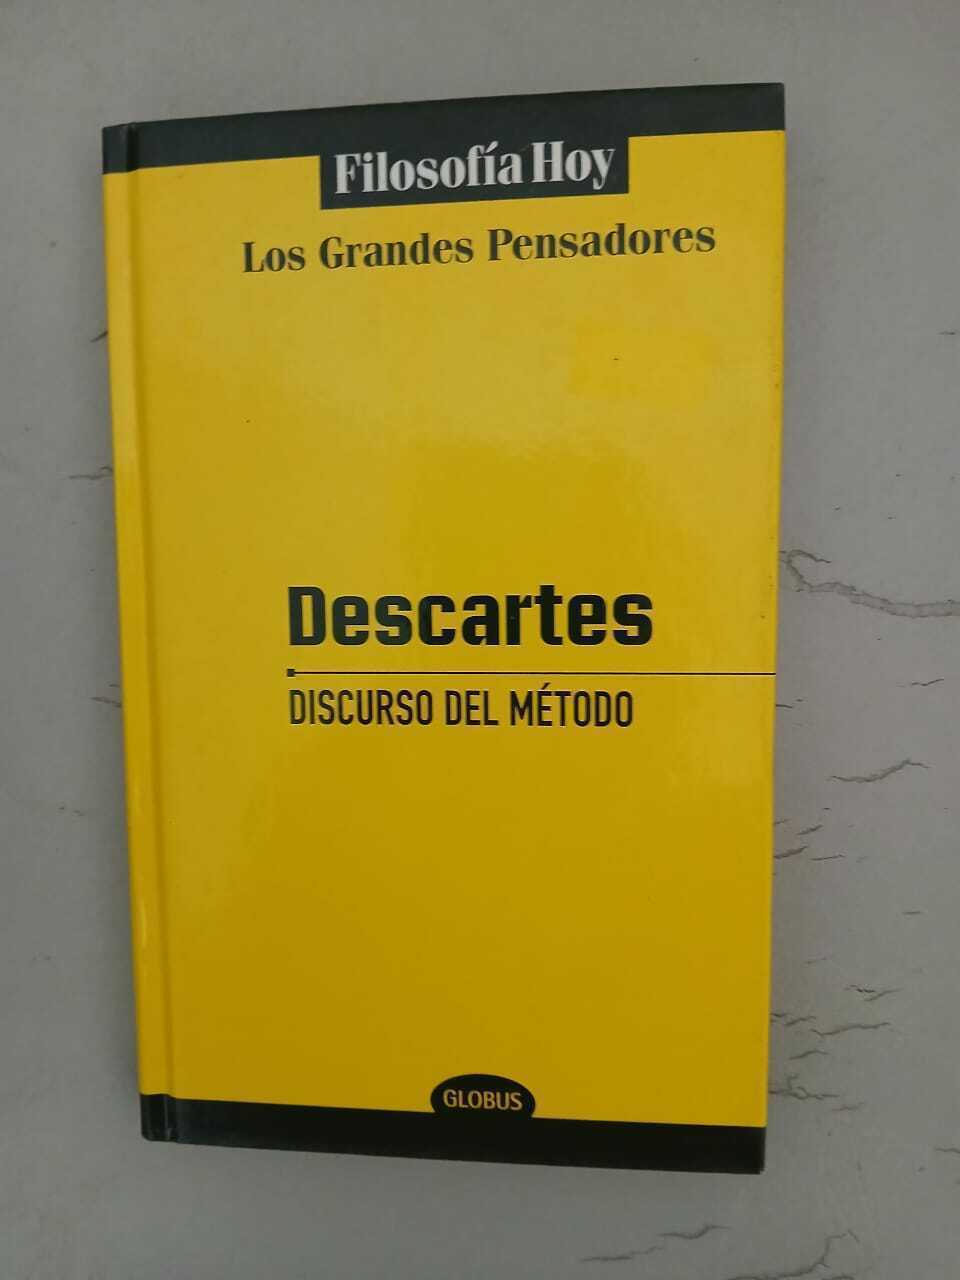 Filosofía Hoy
Los Grandes Pensadores
Descartes
DISCURSO DEL MÉTODO
GLOBUS